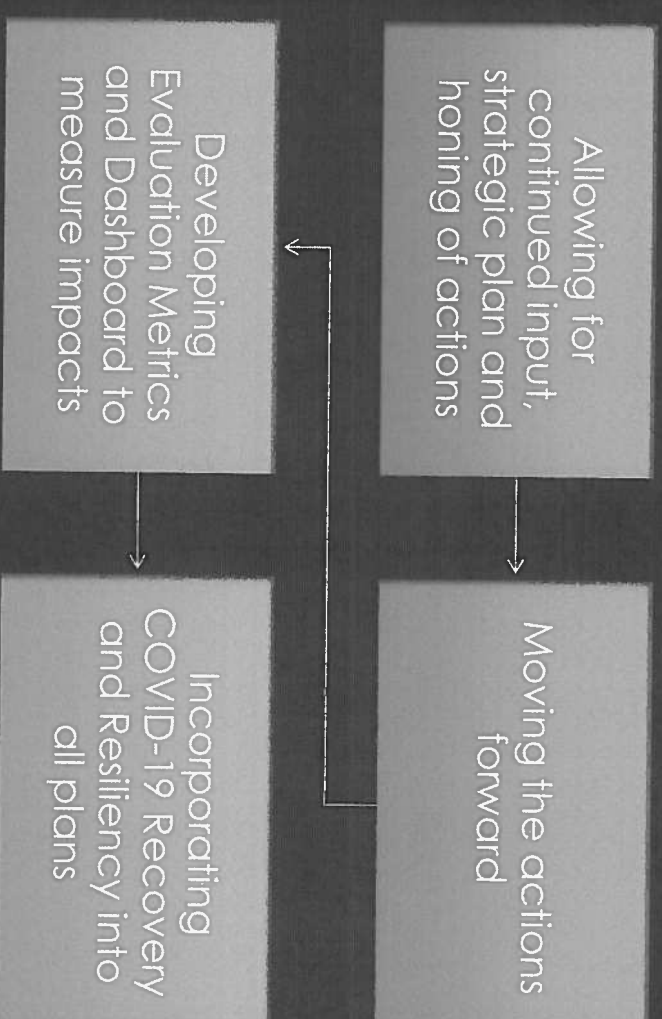 Allowing for
continued input,
strategic plan and
honing of actions
Moving the actions
forward
Developing
Evaluation Metrics
and Dashboard to
measure impacts
Incorporating
COVID-19 Recovery
and Resiliency into
all plans